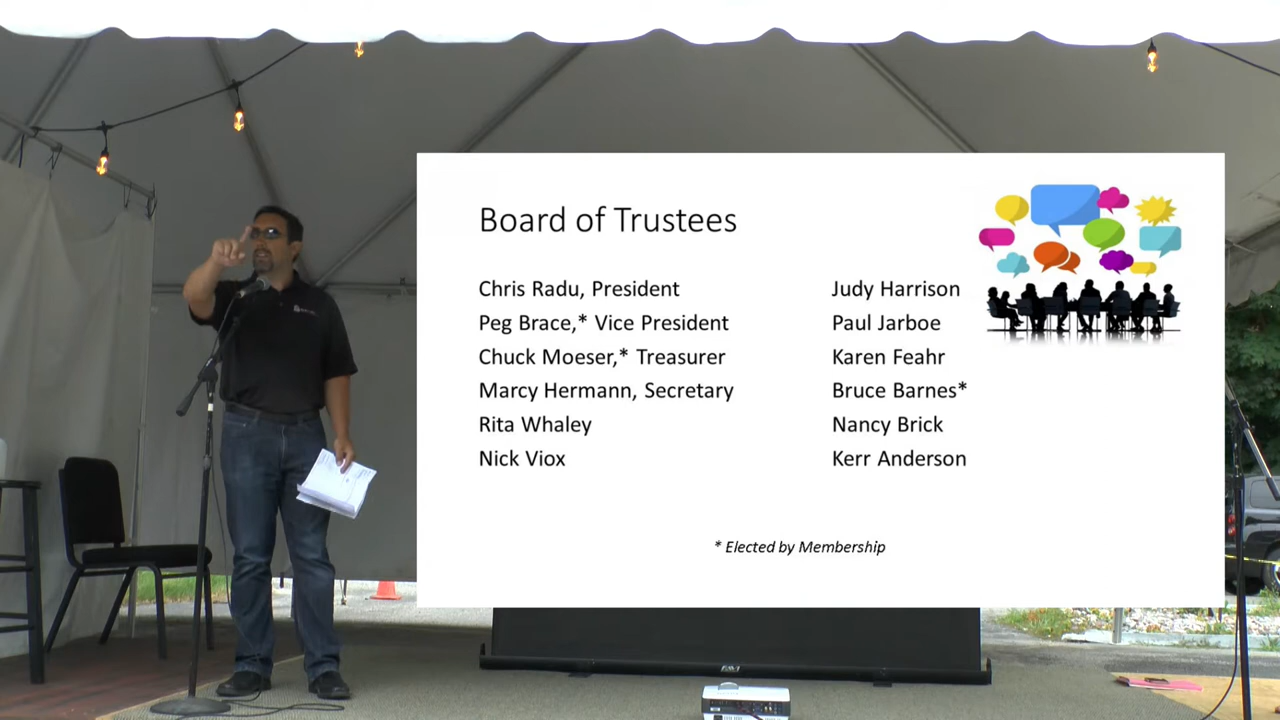 Board of Trustees
Chris Radu, President
Peg Brace,* Vice President
Chuck Moeser,* Treasurer
Marcy Hermann, Secretary
Rita Whaley
Nick Viox
Judy Harrison
Paul Jarboe
Karen Feahr
Bruce Barnes*
Nancy Brick
Kerr Anderson
* Elected by Membership